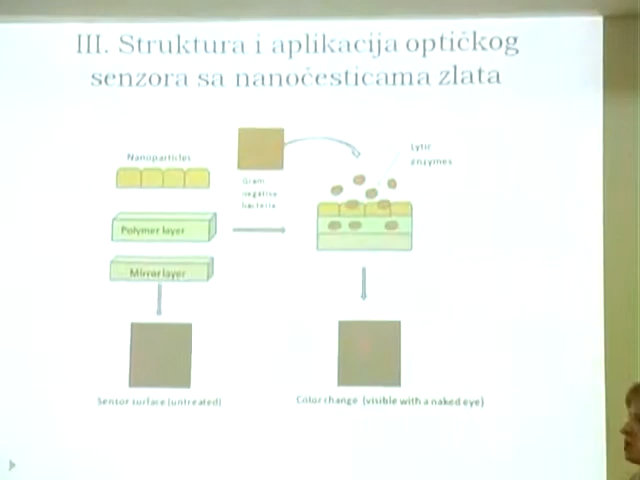 III. Struktura i aplikacija optičkog
senzora sa nanočesticama zlata
Nanoparticles
Lytic
enzymes
Gram
negative
bacteria
Polymer layer
Mirror layer
Sensor surface (untreated)
Color change (visible with a naked eye)